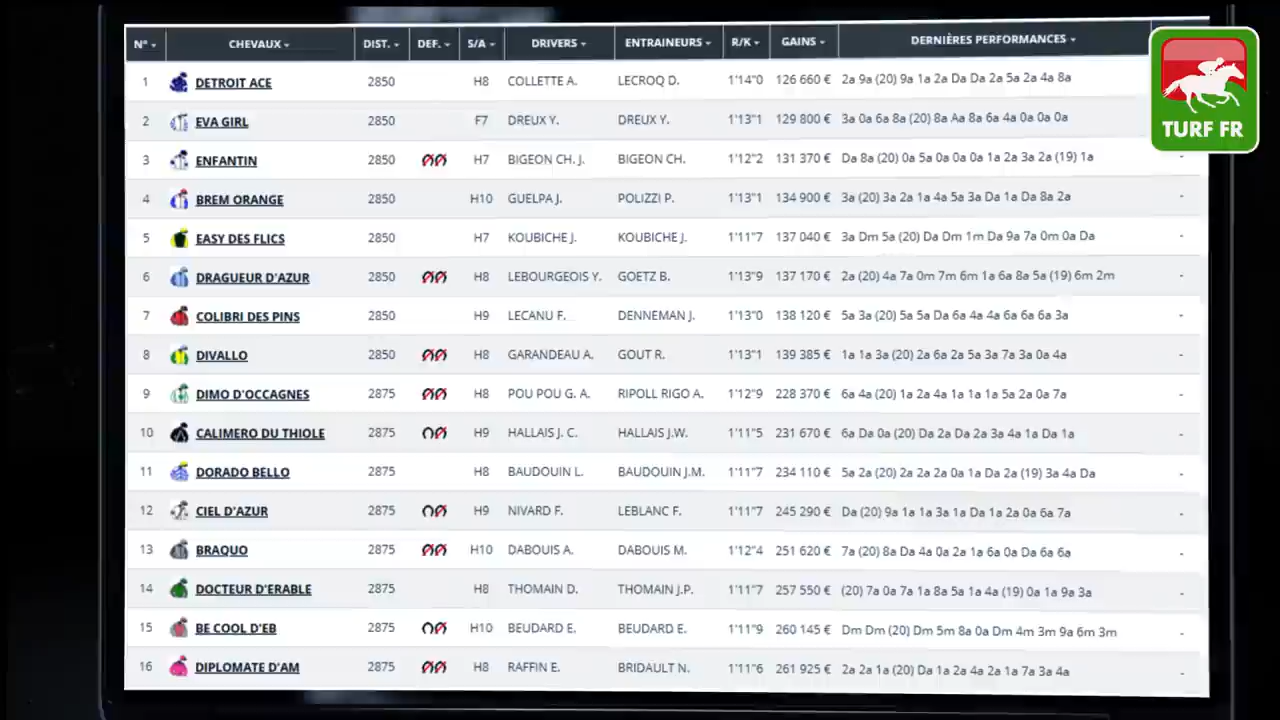 N° CHEVAUX DIST. DEF. S/A DRIVERS ENTRAINEURS R/K GAINS DERNIÈRES PERFORMANCES
1 DETROIT ACE 2850 H8 COLLETTE A. LECROQ D. 1'14"0 126 660 € 2a 9a (20) 9a 1a 2a Da Da 2a 5a 2a 4a 8a
2 EVA GIRL 2850 F7 DREUX Y. DREUX Y. 1'13"1 129 800 € 3a 0a 6a 8a (20) 8a Aa 8a 6a 4a 0a 0a 0a
3 ENFANTIN 2850 H7 BIGEON CH. J. BIGEON CH. 1'12"2 131 370 € Da 8a (20) 0a 5a 0a 0a 0a 1a 2a 3a 2a (19) 1a -
4 BREM ORANGE 2850 H10 GUELPA J. POLIZZI P. 1'13"1 134 900 € 3a (20) 3a 2a 1a 4a 5a 3a Da 1a Da 8a 2a -
5 EASY DES FLICS 2850 H7 KOUBICHE J. KOUBICHE J. 1'11"7 137 040 € 3a Dm 5a (20) Da Dm 1m Da 9a 7a 0m 0a Da -
6 DRAGUEUR D'AZUR 2850 H8 LEBOURGEOIS Y. GOETZ B. 1'13"9 137 170 € 2a (20) 4a 7a 0m 7m 6m 1a 6a 8a 5a (19) 6m 2m -
7 COLIBRI DES PINS 2850 H9 LECANU F. DENNEMAN J. 1'13"0 138 120 € 5a 3a (20) 5a 5a Da 6a 4a 4a 6a 6a 6a 3a -
8 DIVALLO 2850 H8 GARANDEAU A. GOUT R. 1'13"1 139 385 € 1a 1a 3a (20) 2a 6a 2a 5a 3a 7a 3a 0a 4a -
9 DIMO D'OCCAGNES 2875 H8 POU POU G. A. RIPOLL RIGO A. 1'12"9 228 370 € 6a 4a (20) 1a 2a 4a 1a 1a 1a 5a 2a 0a 7a -
10 CALIMERO DU THIOLE 2875 H9 HALLAIS J. C. HALLAIS J.W. 1'11"5 231 670 € 6a Da 0a (20) Da 2a Da 2a 3a 4a 1a Da 1a -
11 DORADO BELLO 2875 H8 BAUDOUIN L. BAUDOUIN J.M. 1'11"7 234 110 € 5a 2a (20) 2a 2a 2a 0a 1a Da 2a (19) 3a 4a Da -
12 CIEL D'AZUR 2875 H9 NIVARD F. LEBLANC F. 1'11"7 245 290 € Da (20) 9a 1a 1a 3a 1a Da 1a 2a 0a 6a 7a -
13 BRAQUO 2875 H10 DABOUIS A. DABOUIS M. 1'12"4 251 620 € 7a (20) 8a Da 4a 0a 2a 1a 6a 0a Da 6a 6a -
14 DOCTEUR D'ERABLE 2875 H8 THOMAIN D. THOMAIN J.P. 1'11"7 257 550 € (20) 7a 0a 7a 1a 8a 5a 1a 4a (19) 0a 1a 9a 3a -
15 BE COOL D'EB 2875 H10 BEUDARD E. BEUDARD E. 1'11"9 260 145 € Dm Dm (20) Dm 5m 8a 0a Dm 4m 3m 9a 6m 3m -
16 DIPLOMATE D'AM 2875 H8 RAFFIN E. BRIDAULT N. 1'11"6 261 925 € 2a 2a 1a (20) Da 1a 2a 4a 2a 1a 7a 3a 4a -
TURF FR